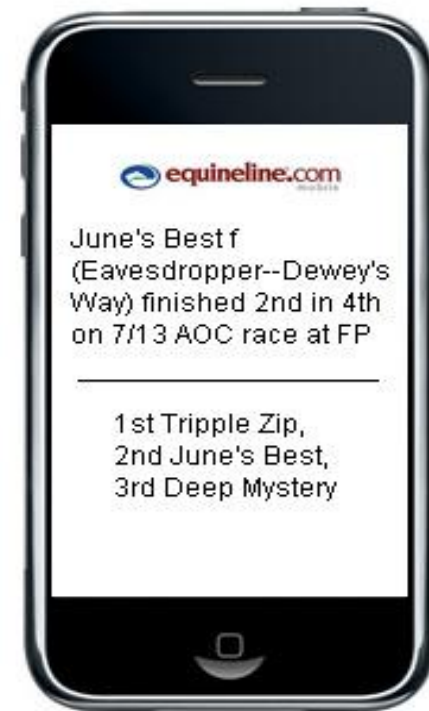 equineline.com
mobile
June's Best f
(Eavesdropper--Dewey's
Way) finished 2nd in 4th
on 7/13 AOC race at FP
1st Tripple Zip,
2nd June's Best,
3rd Deep Mystery